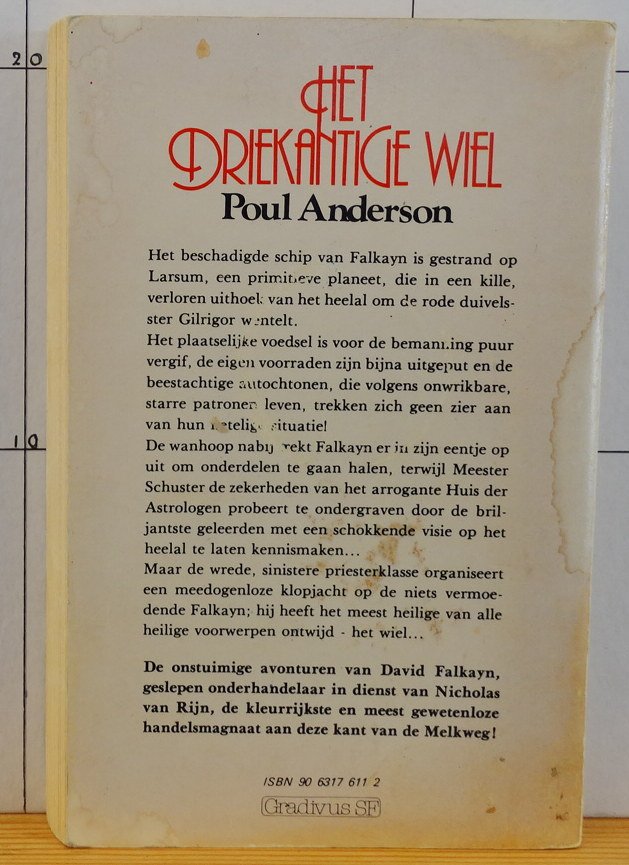 20
HET
DRIEKANTIGE WIEL
Poul Anderson
Het beschadigde schip van Falkayn is gestrand op
Larsum, een primitieve planeet, die in een kille,
verloren uithoek van het heelal om de rode duivels-
ster Gilrigor wentelt.
Het plaatselijke voedsel is voor de bemanning puur
vergif, de eigen voorraden zijn bijna uitgeput en de
beestachtige autochtonen, die volgens onwrikbare,
starre patronen leven, trekken zich geen zier aan
van hun netelige situatie!
De wanhoop nabij trekt Falkayn er in zijn eentje op
uit om onderdelen te gaan halen, terwijl Meester
Schuster de zekerheden van het arrogante Huis der
Astrologen probeert te ondergraven door de bril-
jantste geleerden met een schokkende visie op het
heelal te laten kennismaken...
Maar de wrede, sinistere priesterklasse organiseert
een meedogenloze klopjacht op de niets vermoe-
dende Falkayn; hij heeft het meest heilige van alle
heilige voorwerpen ontwijd - het wiel...
De onstuimige avonturen van David Falkayn,
geslepen onderhandelaar in dienst van Nicholas
van Rijn, de kleurrijkste en meest gewetenloze
handelsmagnaat aan deze kant van de Melkweg!
ISBN 90 6317 611 2
Gradivus SF
10